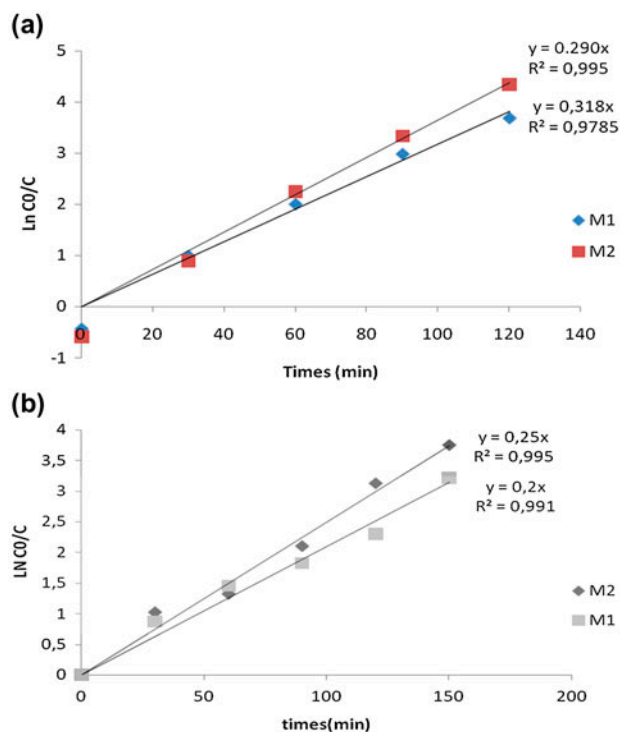 (a)
y = 0.290x
R² = 0,995
y = 0,318x
R² = 0,9785
5
4
3
2
1
0
-1
Ln C0/C
M1
M2
0 20 40 60 80 100 120 140
Times (min)
(b)
y = 0,25x
R² = 0,995
y = 0,2x
R² = 0,991
4
3,5
3
2,5
2
1,5
1
0,5
0
LN C0/C
M2
M1
0 50 100 150 200
times(min)